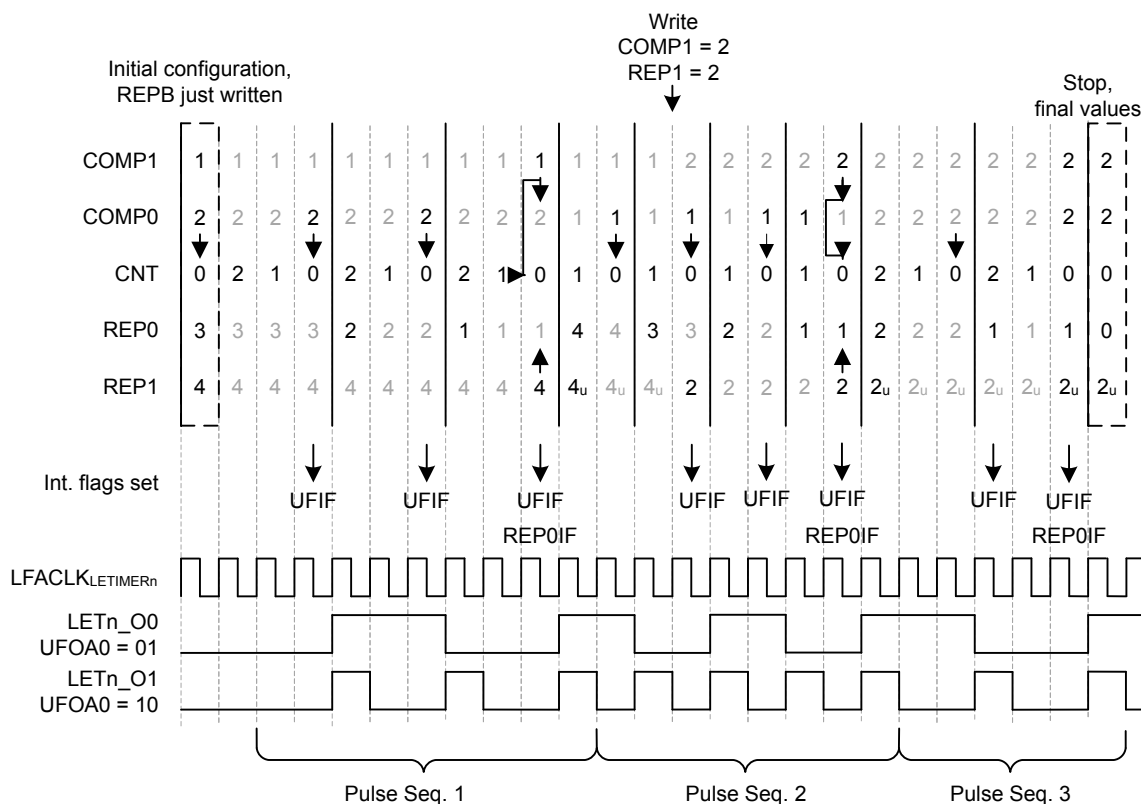 Write
COMP1 = 2
REP1 = 2
Initial configuration,
REPB just written
Stop,
final values
COMP1 1 1 1 1 1 1 1 1 1 1 1 1 1 2 2 2 2 2 2 2 2 2 2 2 2
COMP0 2 2 2 2 2 2 2 2 2 2 1 1 1 1 1 1 1 1 2 2 2 2 2 2 2
CNT 0 2 1 0 2 1 0 2 1 0 1 0 1 0 1 0 1 0 2 1 0 2 1 0 0
REP0 3 3 3 3 2 2 2 1 1 1 4 4 3 3 2 2 1 1 2 2 2 1 1 1 0
REP1 4 4 4 4 4 4 4 4 4 4 4u 4u 4u 2 2 2 2 2 2u 2u 2u 2u 2u 2u 2u
Int. flags set
UFIF UFIF UFIF UFIF UFIF UFIF UFIF UFIF
REP0IF REP0IF REP0IF
LFACLKLETIMERn
LETn_O0
UFOA0 = 01
LETn_O1
UFOA0 = 10
Pulse Seq. 1 Pulse Seq. 2 Pulse Seq. 3